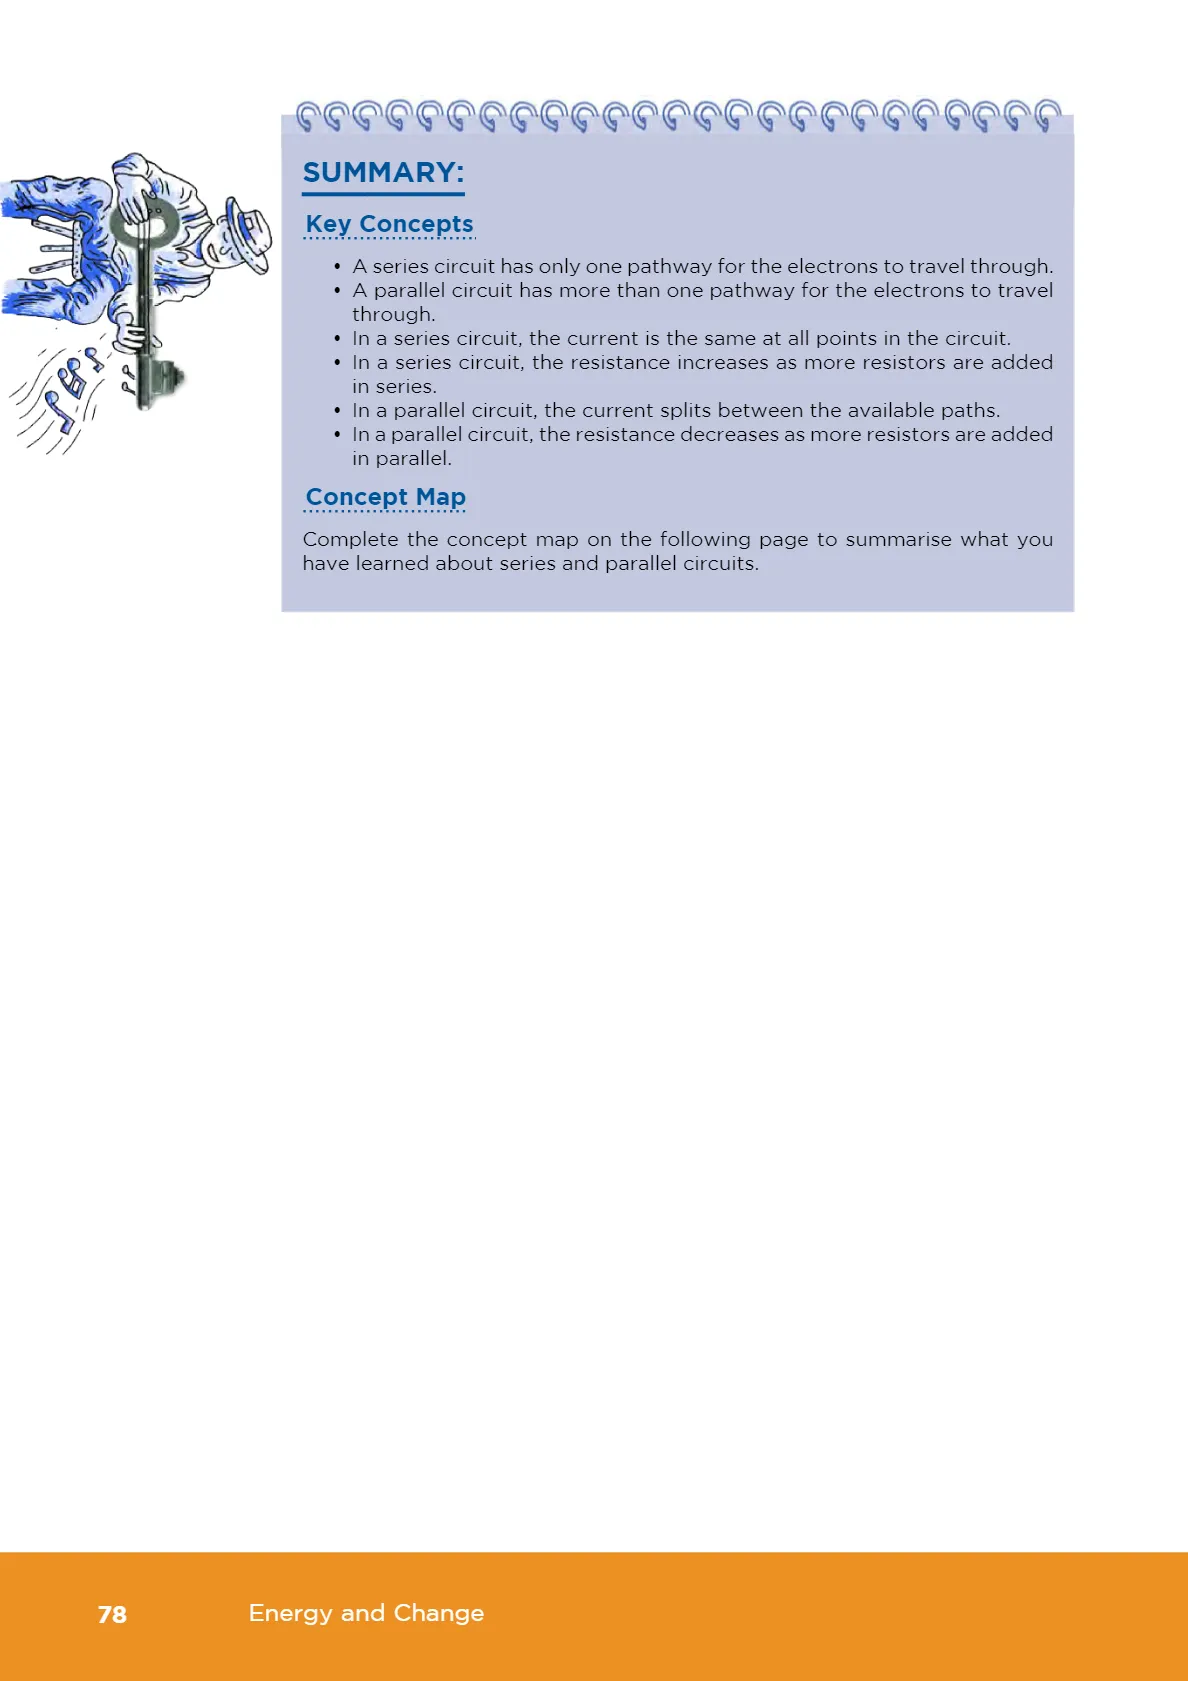 SUMMARY:
Key Concepts
• A series circuit has only one pathway for the electrons to travel through.
• A parallel circuit has more than one pathway for the electrons to travel
through.
• In a series circuit, the current is the same at all points in the circuit.
• In a series circuit, the resistance increases as more resistors are added
in series.
• In a parallel circuit, the current splits between the available paths.
• In a parallel circuit, the resistance decreases as more resistors are added
in parallel.
Concept Map
Complete the concept map on the following page to summarise what you
have learned about series and parallel circuits.
78 Energy and Change